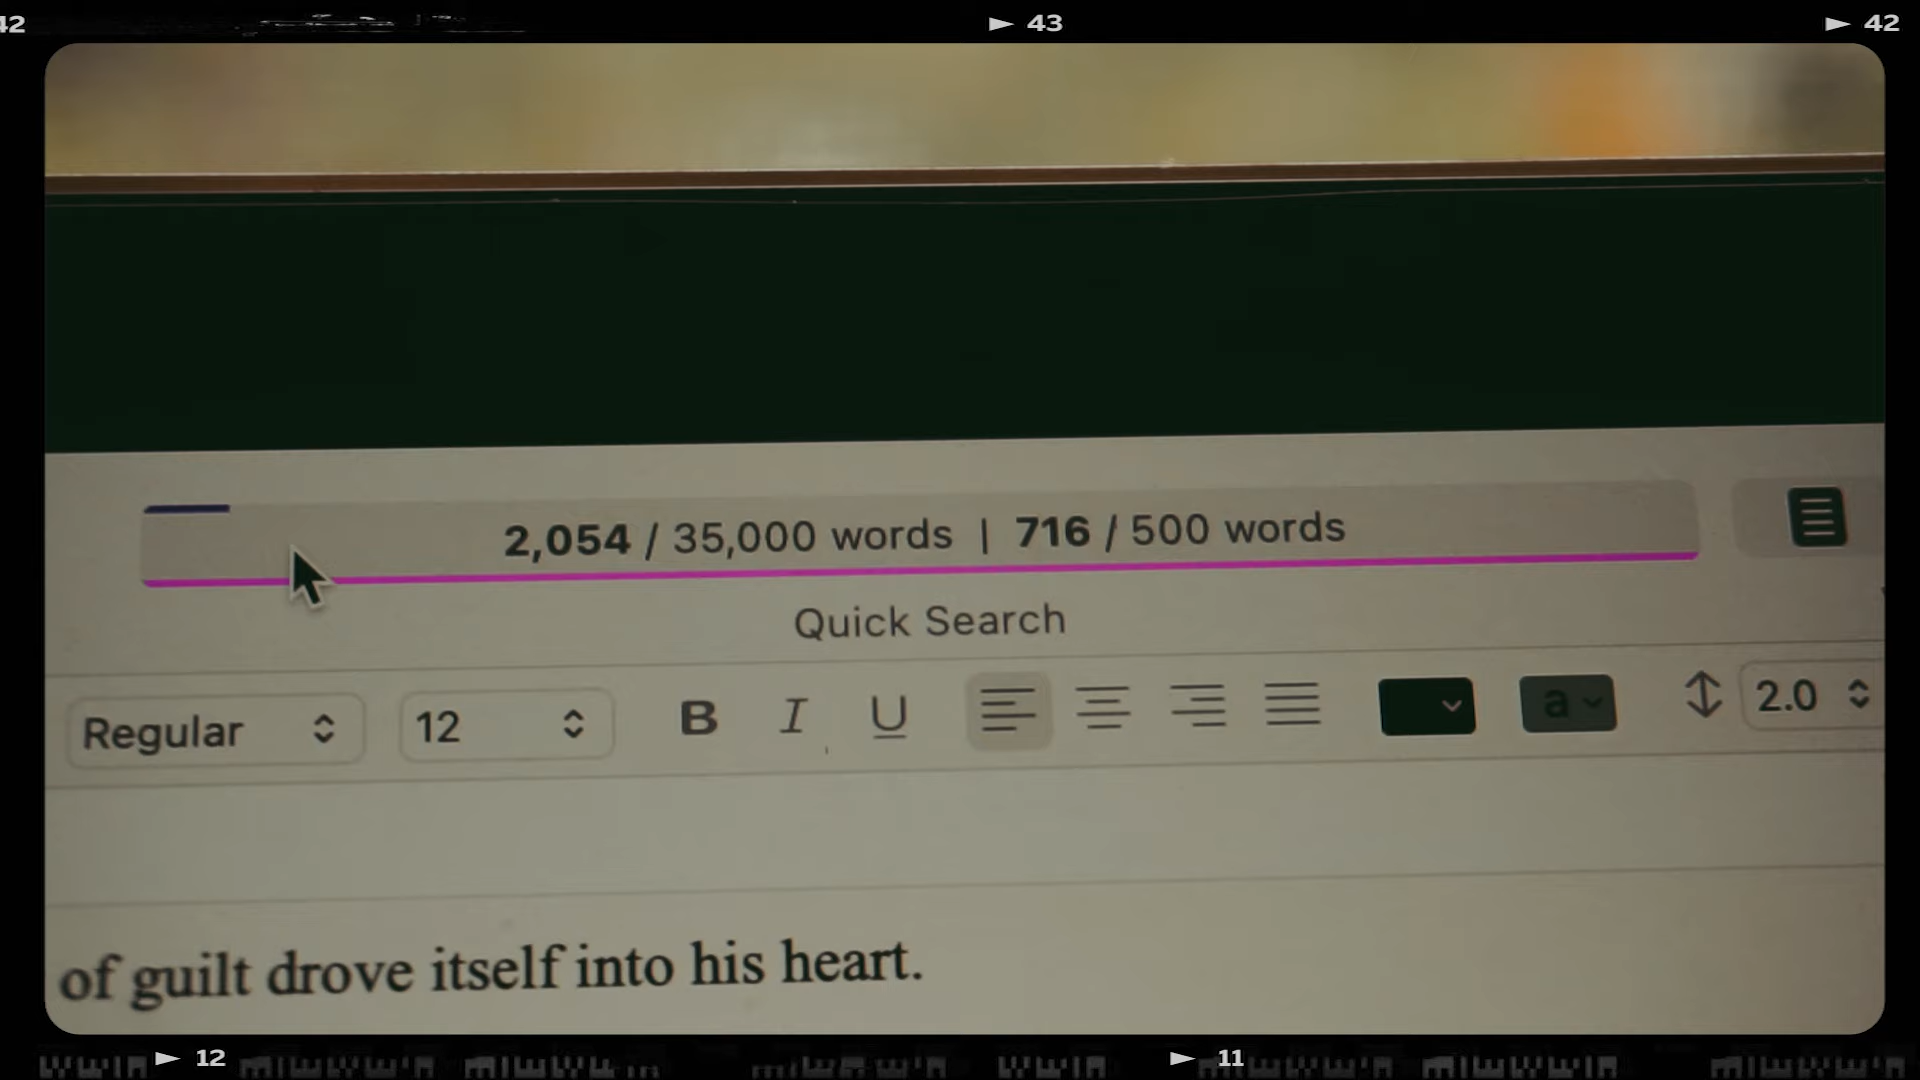 42 ► 43 ► 42
2,054 / 35,000 words | 716 / 500 words
Quick Search
Regular 12 B I U a 2.0
of guilt drove itself into his heart.
► 12 ► 11